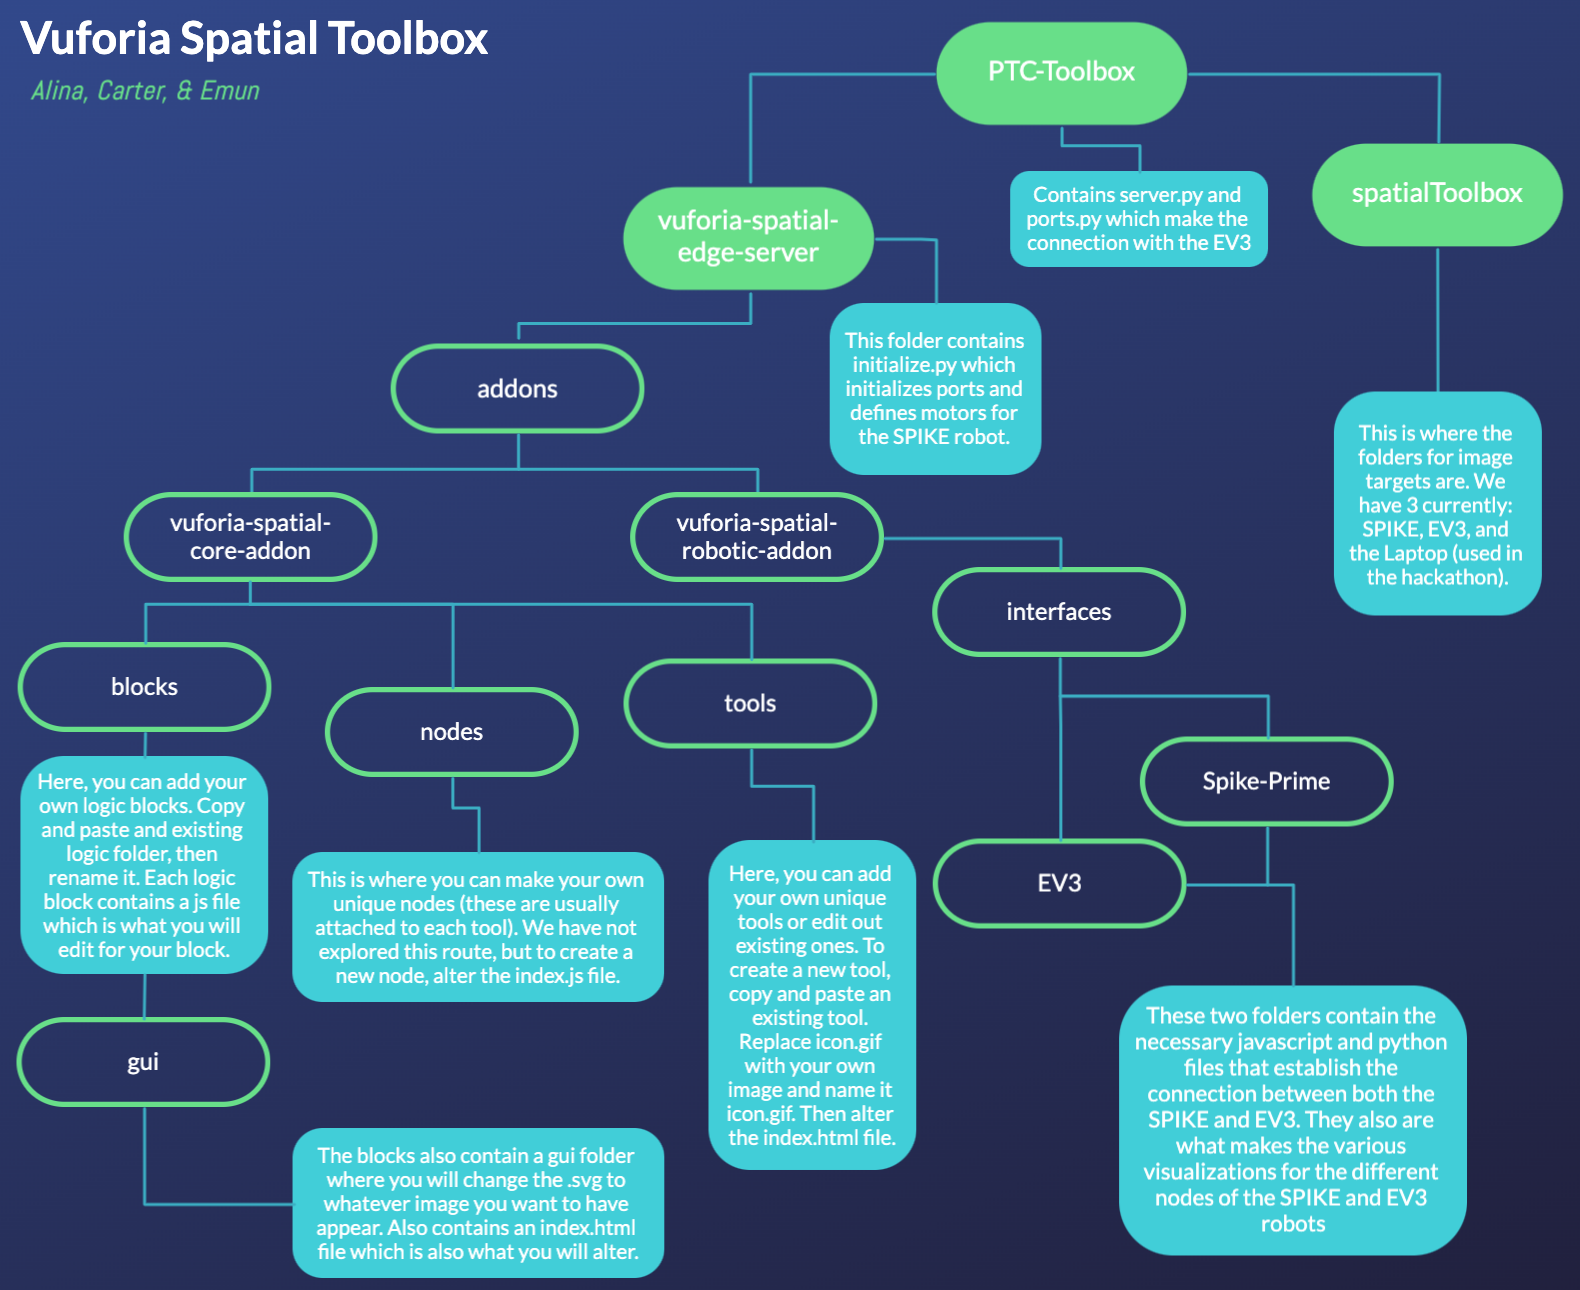 Vuforia Spatial Toolbox
Alina, Carter, & Emun
PTC-Toolbox
Contains server.py and
ports.py which make the
connection with the EV3
spatialToolbox
vuforia-spatial-
edge-server
This folder contains
initialize.py which
initializes ports and
defines motors for
the SPIKE robot.
This is where the
folders for image
targets are. We
have 3 currently:
SPIKE, EV3, and
the Laptop (used in
the hackathon).
addons
vuforia-spatial-
core-addon
vuforia-spatial-
robotic-addon
interfaces
blocks
nodes
tools
Spike-Prime
EV3
Here, you can add your
own logic blocks. Copy
and paste and existing
logic folder, then
rename it. Each logic
block contains a js file
which is what you will
edit for your block.
This is where you can make your own
unique nodes (these are usually
attached to each tool). We have not
explored this route, but to create a
new node, alter the index.js file.
Here, you can add
your own unique
tools or edit out
existing ones. To
create a new tool,
copy and paste an
existing tool.
Replace icon.gif
with your own
image and name it
icon.gif. Then alter
the index.html file.
These two folders contain the
necessary javascript and python
files that establish the
connection between both the
SPIKE and EV3. They also are
what makes the various
visualizations for the different
nodes of the SPIKE and EV3
robots
gui
The blocks also contain a gui folder
where you will change the .svg to
whatever image you want to have
appear. Also contains an index.html
file which is also what you will alter.